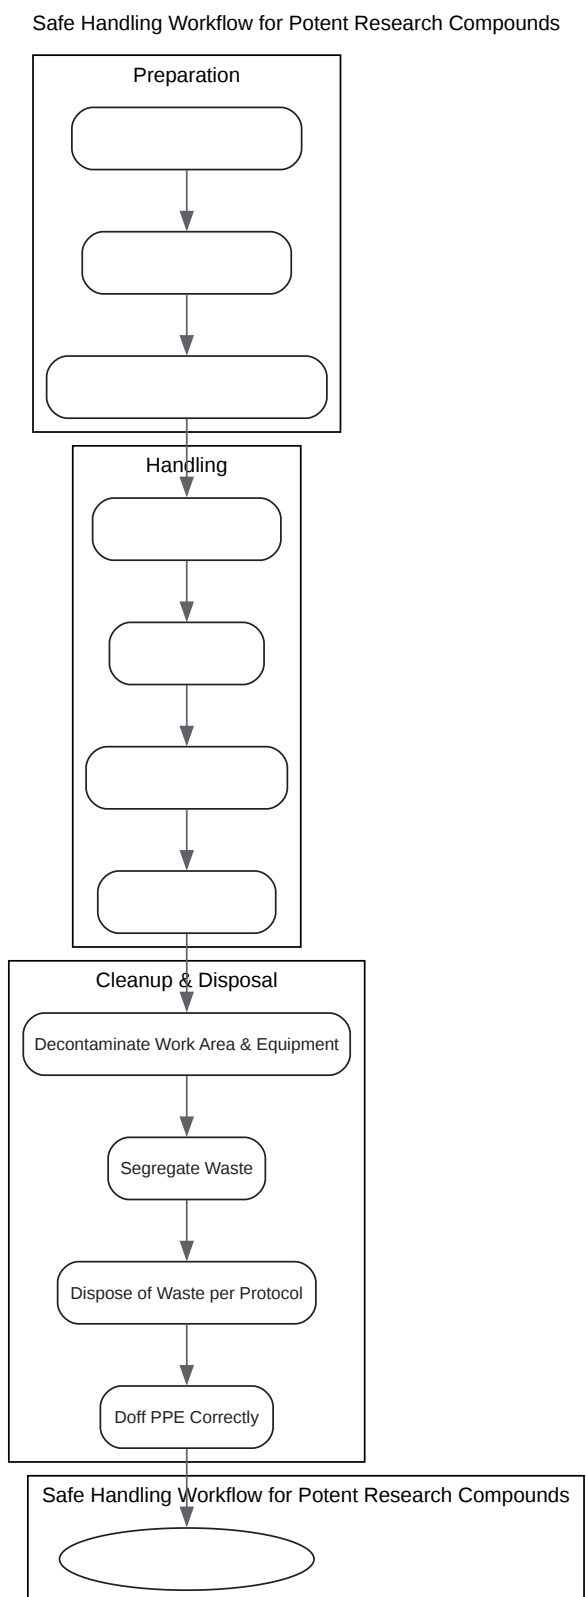 Safe Handling Workflow for Potent Research Compounds
Preparation
Handling
Cleanup & Disposal
Decontaminate Work Area & Equipment
Segregate Waste
Dispose of Waste per Protocol
Doff PPE Correctly
Safe Handling Workflow for Potent Research Compounds